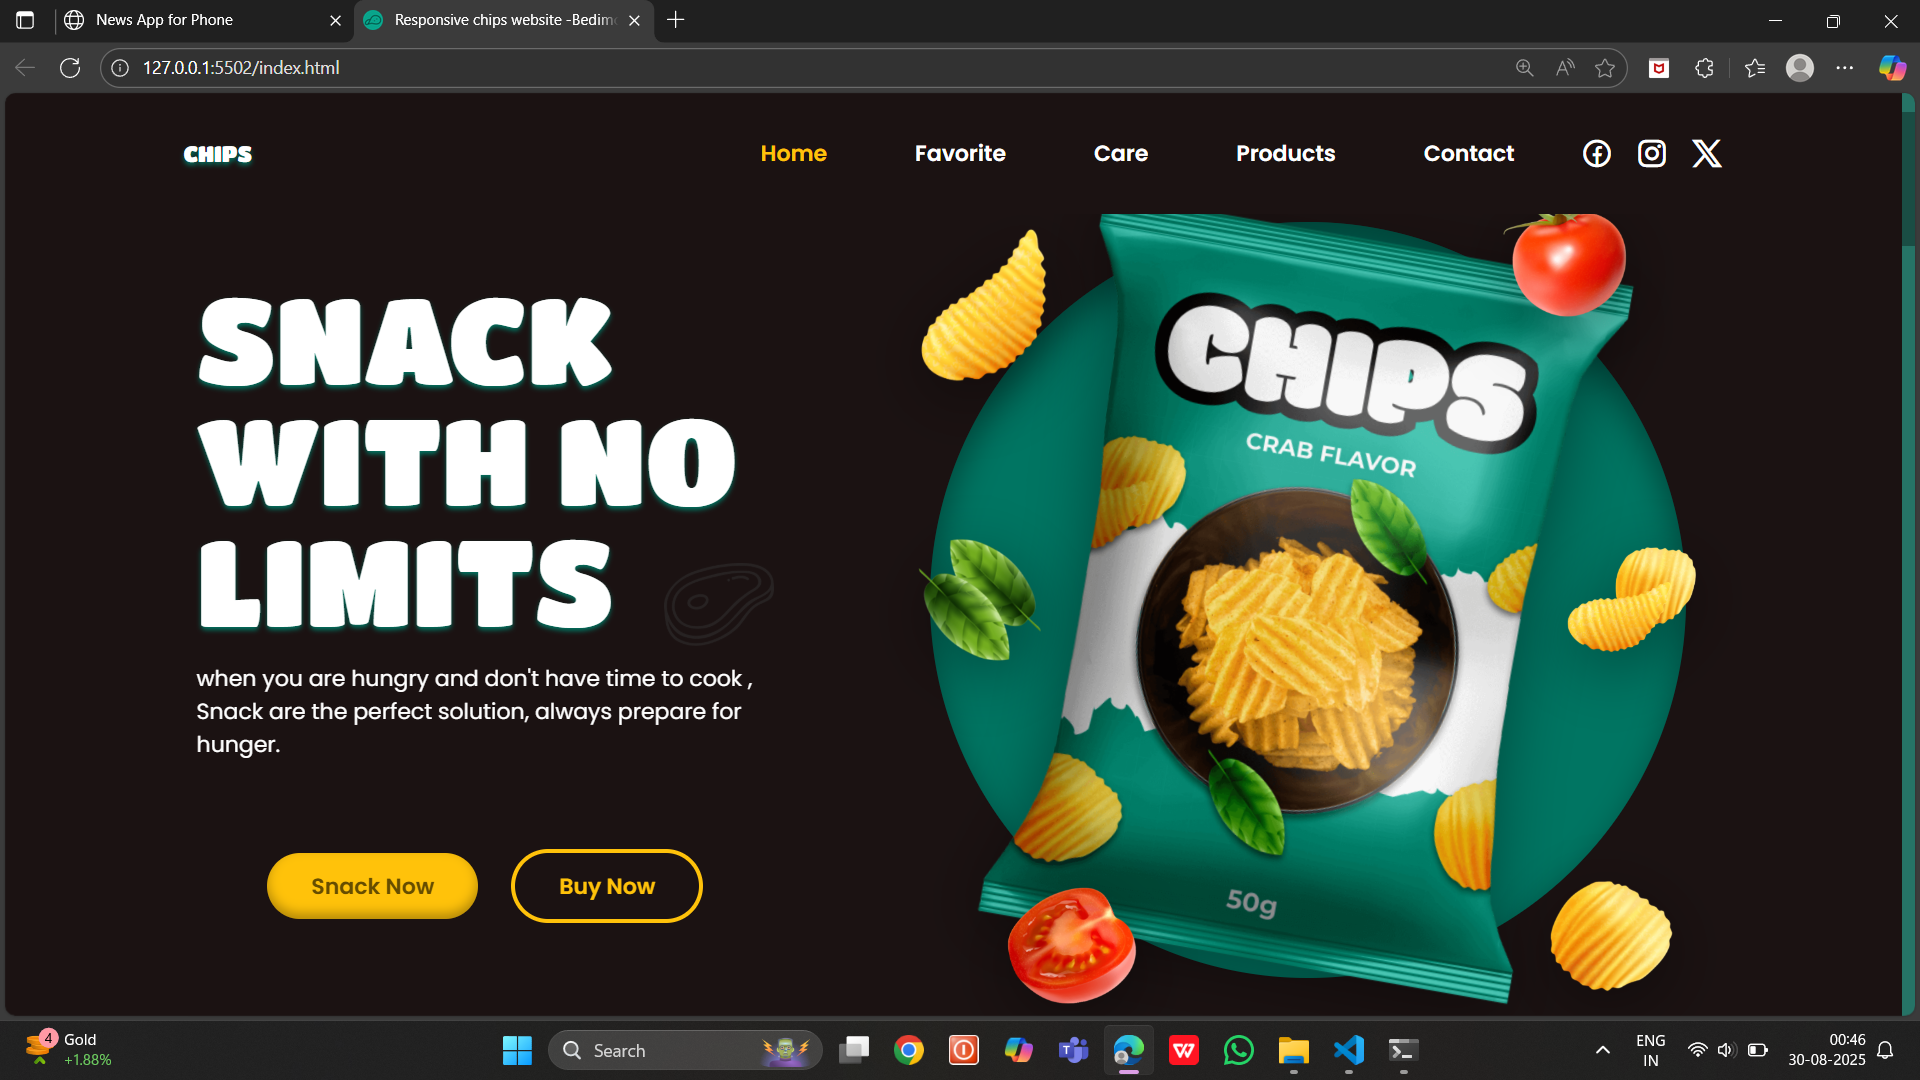 News App for Phone
Responsive chips website -Bedim
127.0.0.1:5502/index.html
CHIPS
Home
Favorite
Care
Products
Contact
SNACK
WITH NO
LIMITS
when you are hungry and don't have time to cook ,
Snack are the perfect solution, always prepare for
hunger.
Snack Now
Buy Now
CHIPS
CRAB FLAVOR
50g
4
Gold
+1.88%
Search
ENG
IN
00:46
30-08-2025